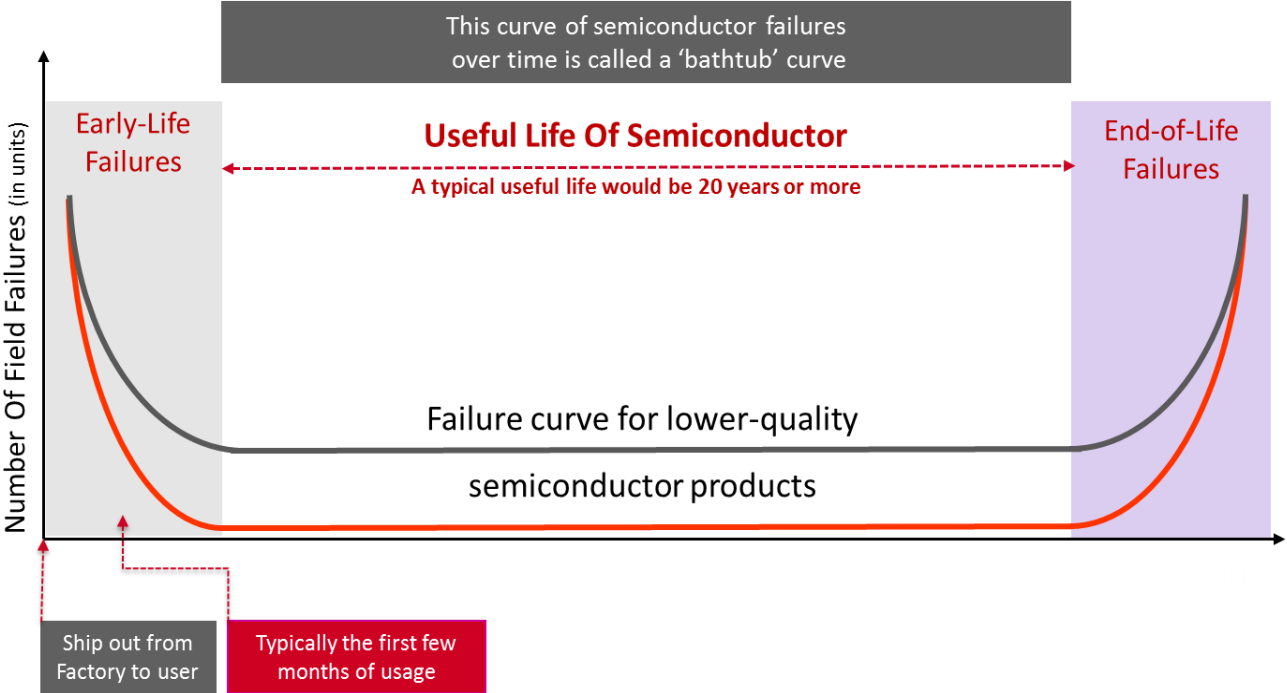 This curve of semiconductor failures
over time is called a ‘bathtub’ curve
Early-Life
Failures
Useful Life Of Semiconductor
A typical useful life would be 20 years or more
End-of-Life
Failures
Number Of Field Failures (in units)
Failure curve for lower-quality
semiconductor products
Ship out from
Factory to user
Typically the first few
months of usage